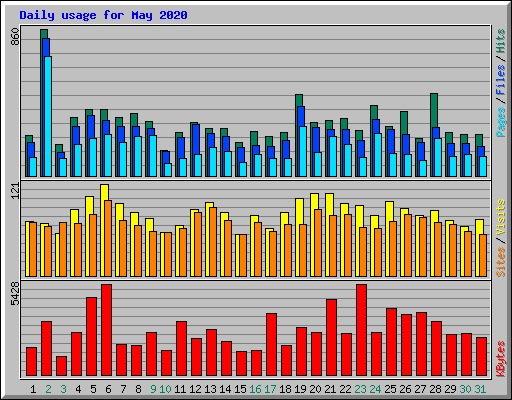 Daily usage for May 2020
860
Pages / Files / Hits
121
Sites / Visits
5428
KBytes
1 2 3 4 5 6 7 8 9 10 11 12 13 14 15 16 17 18 19 20 21 22 23 24 25 26 27 28 29 30 31